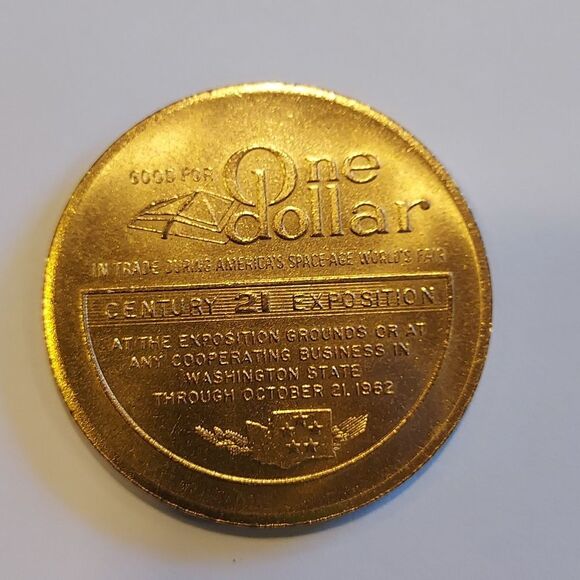 GOOD FOR One
dollar
IN TRADE DURING AMERICA'S SPACE AGE WORLD'S FAIR
CENTURY 21 EXPOSITION
AT THE EXPOSITION GROUNDS OR AT
ANY COOPERATING BUSINESS IN
WASHINGTON STATE
THROUGH OCTOBER 21, 1962